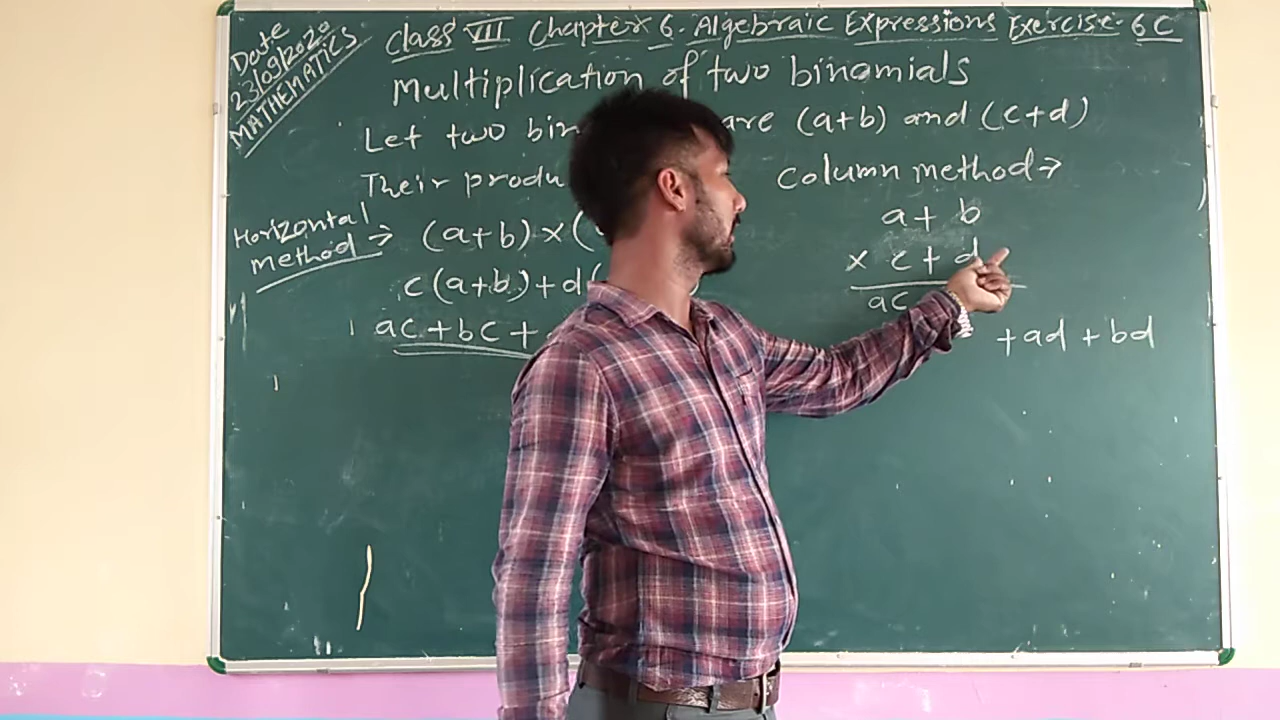 Date
23/09/2020
MATHEMATICS
Class VII Chapter 6. Algebraic Expressions Exercise-6C
Multiplication of two binomials
Let two bin are (a+b) and (c+d)
Their produ
Column method→
Horizontal method → (a+b)×(
c(a+b)+d(
ac+bc+
a+b
× c+d
ac
+ad+bd